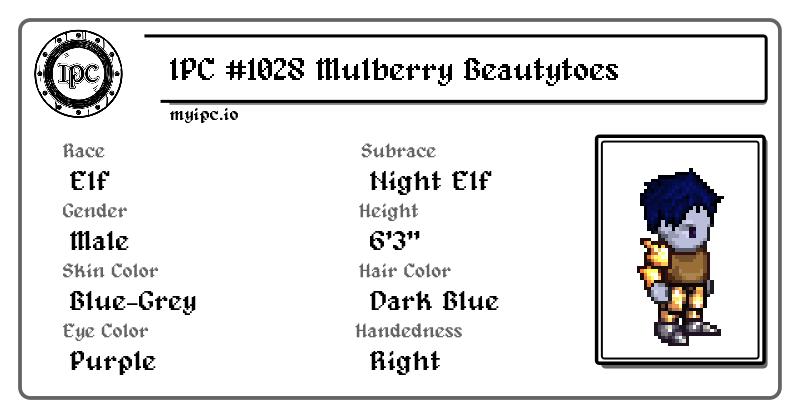 IPC
IPC #1028 Mulberry Beautytoes
myipc.io
Race
Elf
Subrace
Night Elf
Gender
Male
Height
6'3"
Skin Color
Blue-Grey
Hair Color
Dark Blue
Eye Color
Purple
Handedness
Right